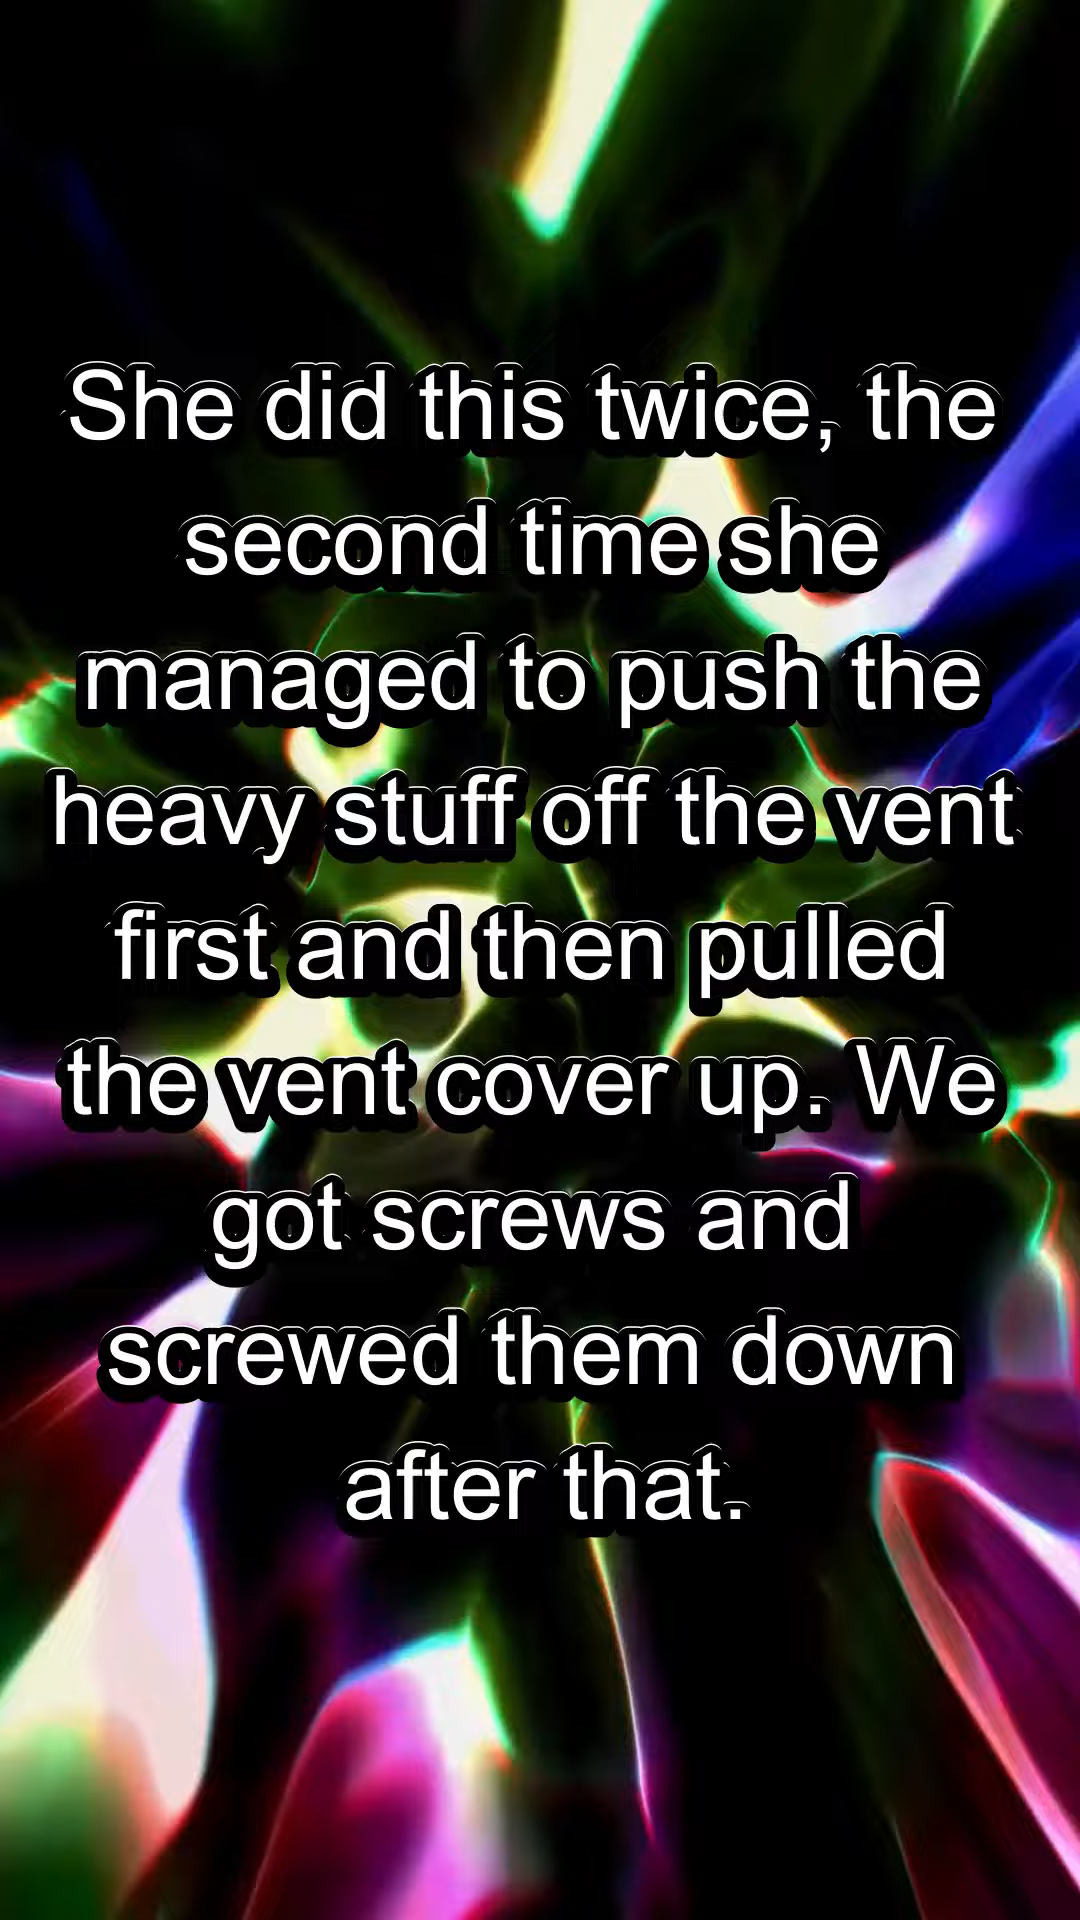 She did this twice, the
second time she
managed to push the
heavy stuff off the vent
first and then pulled
the vent cover up. We
got screws and
screwed them down
after that.